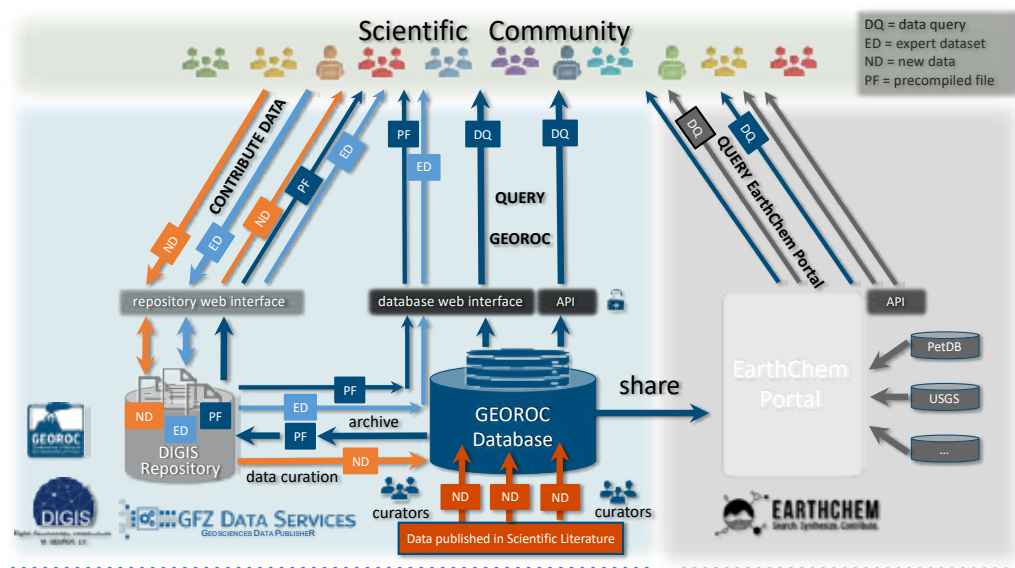 Scientific Community
DQ = data query
ED = expert dataset
ND = new data
PF = precompiled file
CONTRIBUTE DATA
ND
ED
ND
PF
ED
PF
ED
DQ
DQ
QUERY
GEOROC
DQ
DQ
QUERY EarthChem Portal
repository web interface
database web interface
API
API
EarthChem
Portal
PetDB
USGS
...
share
GEOROC
Database
PF
ED
archive
PF
data curation
ND
ND
ED
PF
DIGIS
Repository
GEOROC
DIGIS
GFZ DATA SERVICES
GEOSCIENCES DATA PUBLISHER
curators
ND
ND
ND
curators
Data published in Scientific Literature
EARTHCHEM
Search. Synthesize. Contribute.